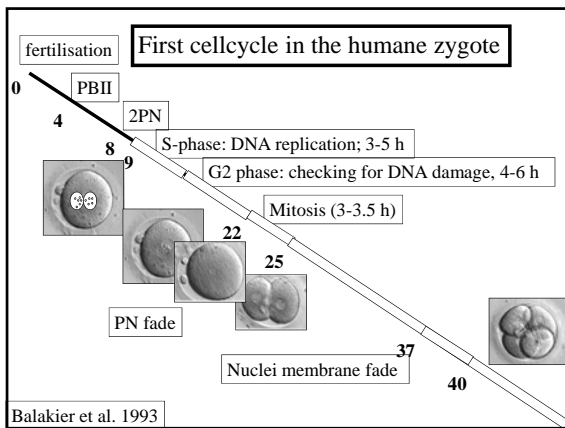 First cellcycle in the humane zygote
fertilisation
0
PBII
4
2PN
8
9
S-phase: DNA replication; 3-5 h
G2 phase: checking for DNA damage, 4-6 h
Mitosis (3-3.5 h)
22
25
PN fade
37
Nuclei membrane fade
40
Balakier et al. 1993